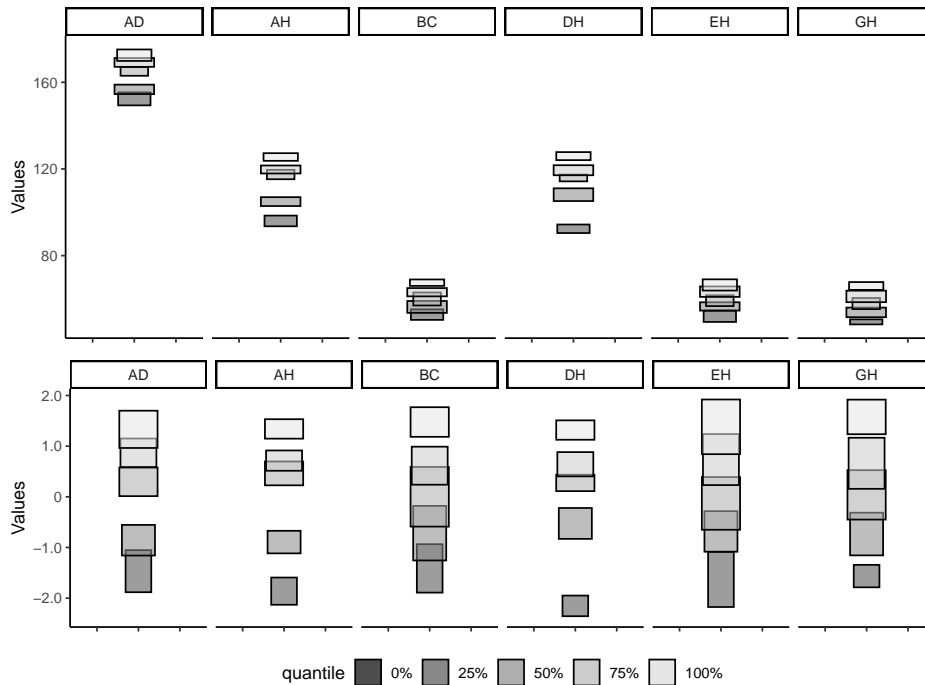 AD AH BC DH EH GH
160
120
80
Values
AD AH BC DH EH GH
2.0
1.0
0
−1.0
−2.0
Values
quantile 0% 25% 50% 75% 100%